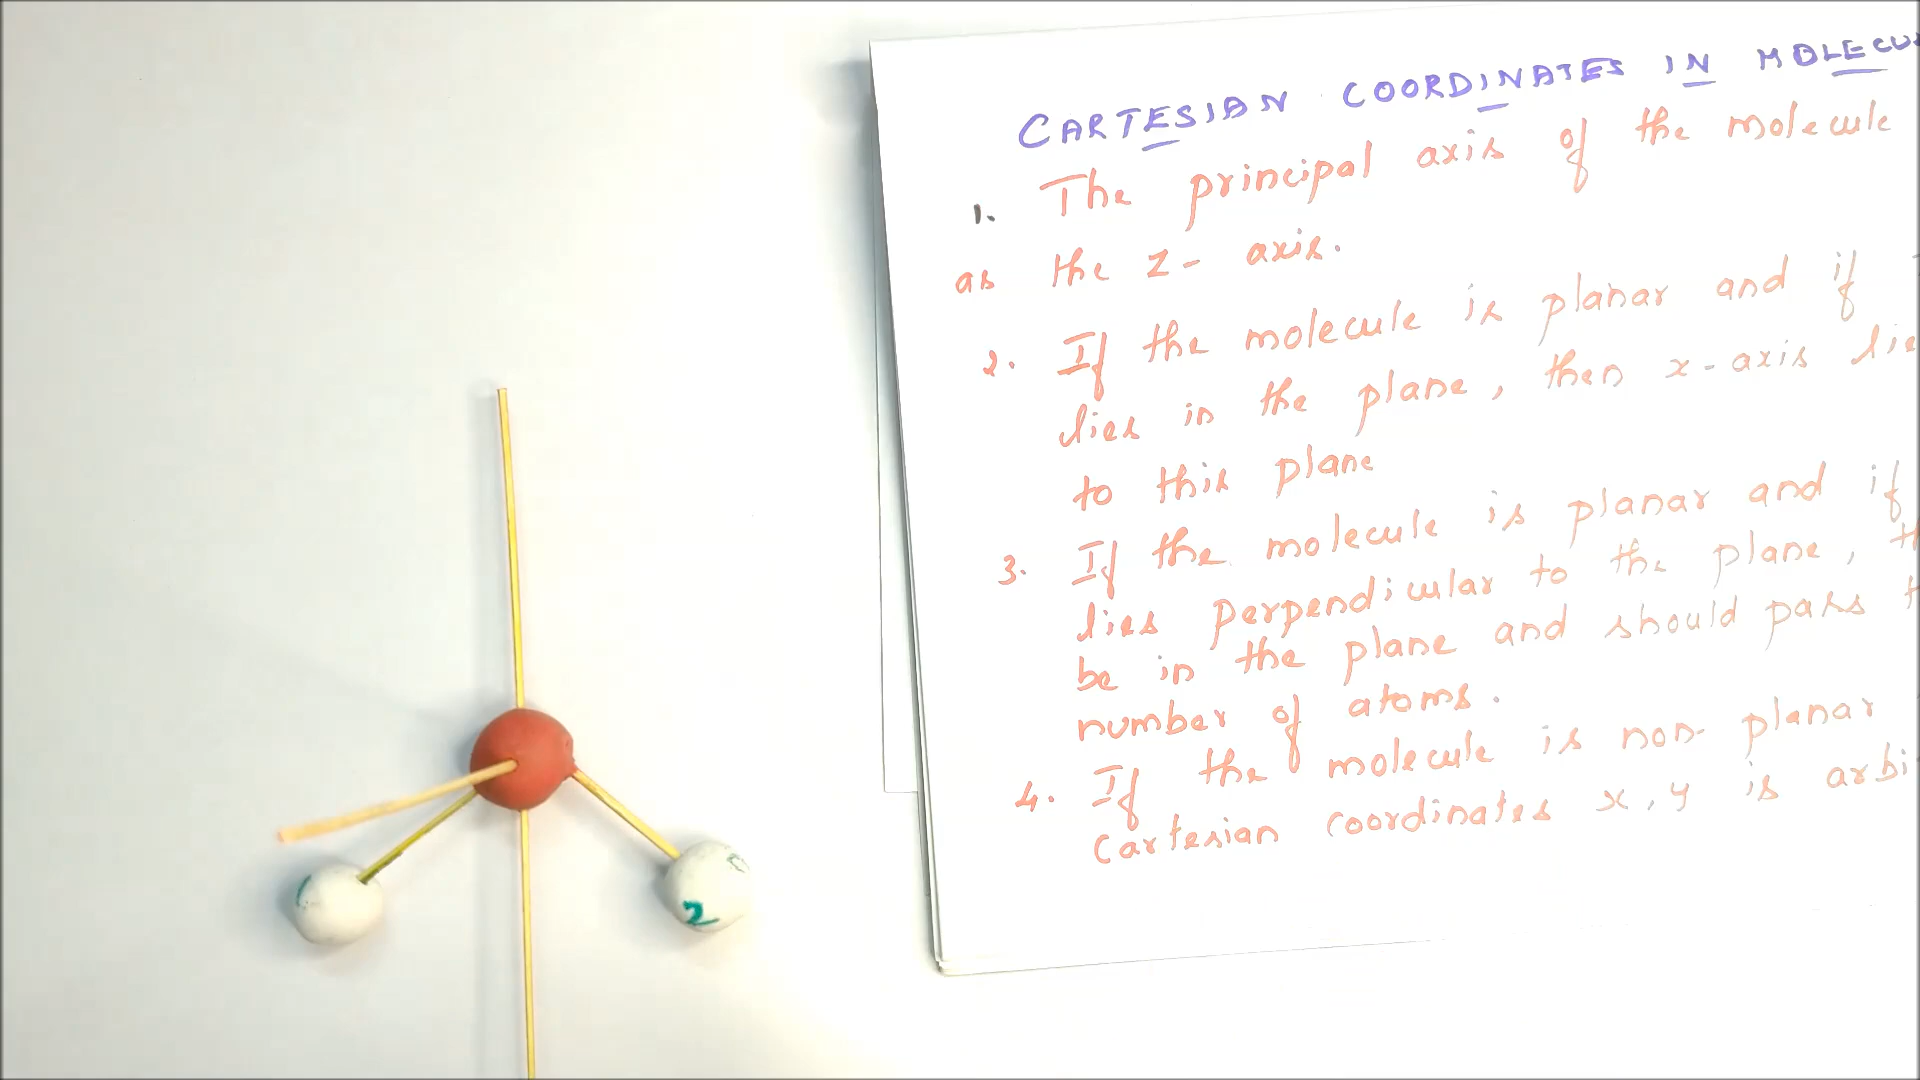 CARTESIAN COORDINATES IN MOLECU
1. The principal axis of the molecule
as the z- axis.
2. If the molecule is planar and if
lies in the plane, then x-axis lie
to this plane
3. If the molecule is planar and if
lies perpendicular to the plane, th
be in the plane and should pass t
number of atoms.
4. If the molecule is non- planar
Cartesian coordinates x, y is arbi
2